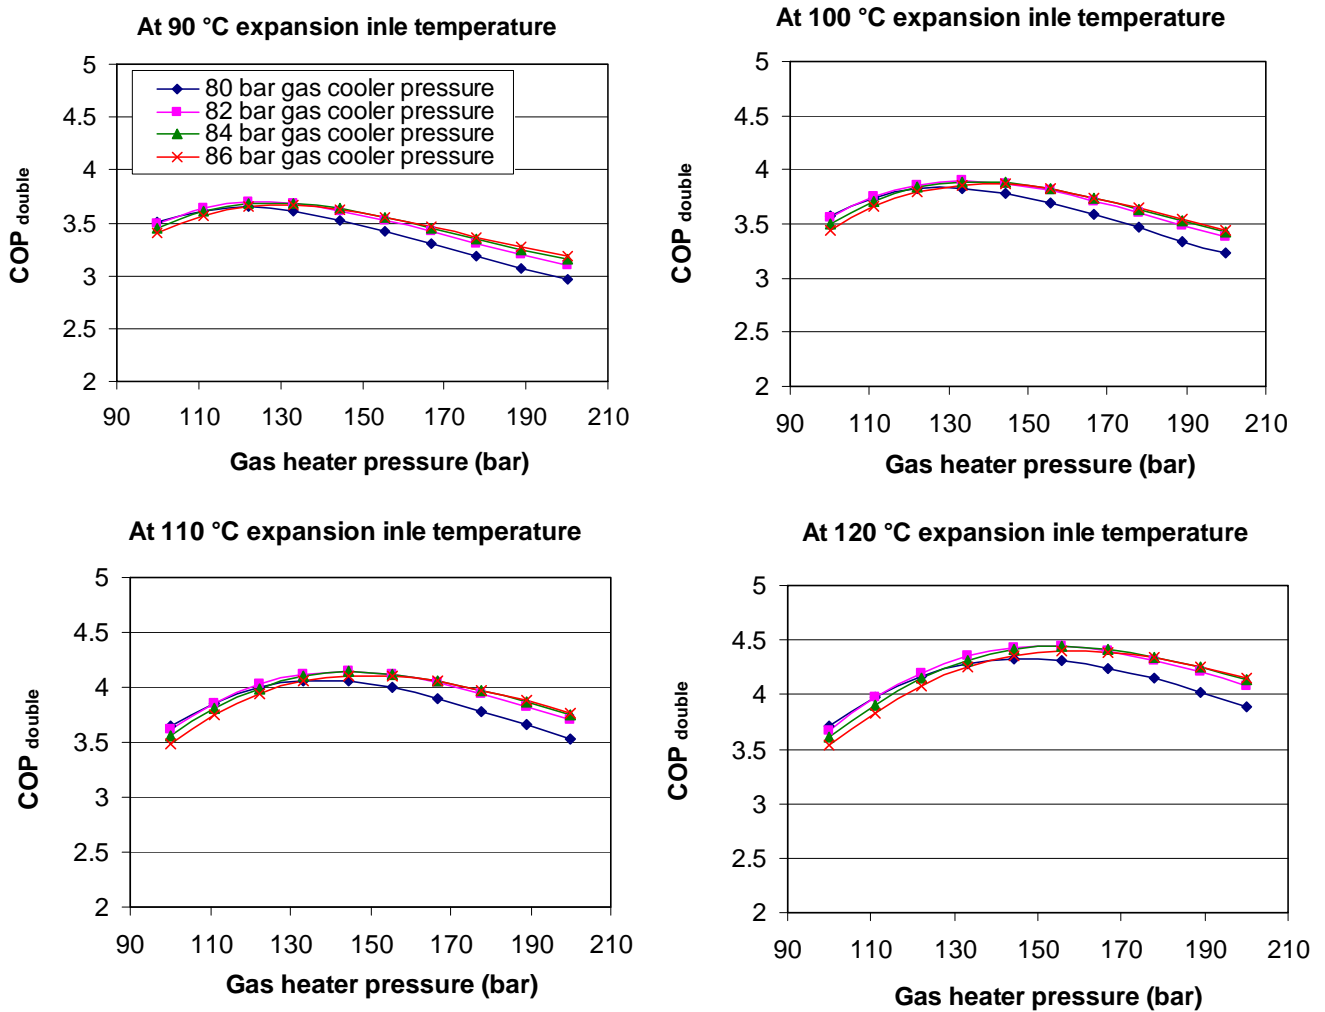 At 90 °C expansion inle temperature
5
4.5
4
3.5
3
2.5
2
COP double
80 bar gas cooler pressure
82 bar gas cooler pressure
84 bar gas cooler pressure
86 bar gas cooler pressure
90 110 130 150 170 190 210
Gas heater pressure (bar)
At 100 °C expansion inle temperature
5
4.5
4
3.5
3
2.5
2
COP double
90 110 130 150 170 190 210
Gas heater pressure (bar)
At 110 °C expansion inle temperature
5
4.5
4
3.5
3
2.5
2
COP double
90 110 130 150 170 190 210
Gas heater pressure (bar)
At 120 °C expansion inle temperature
5
4.5
4
3.5
3
2.5
2
COP double
90 110 130 150 170 190 210
Gas heater pressure (bar)